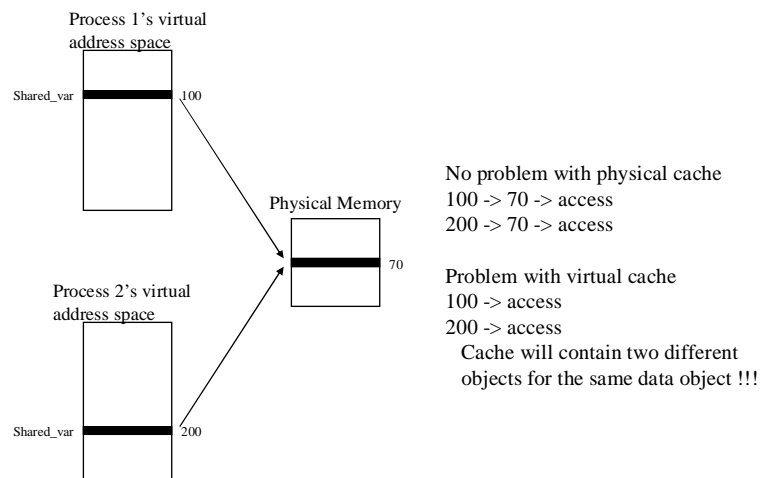 Process 1's virtual
address space
Shared_var
100
Physical Memory
70
Process 2's virtual
address space
Shared_var
200
No problem with physical cache
100 -> 70 -> access
200 -> 70 -> access
Problem with virtual cache
100 -> access
200 -> access
Cache will contain two different
objects for the same data object !!!